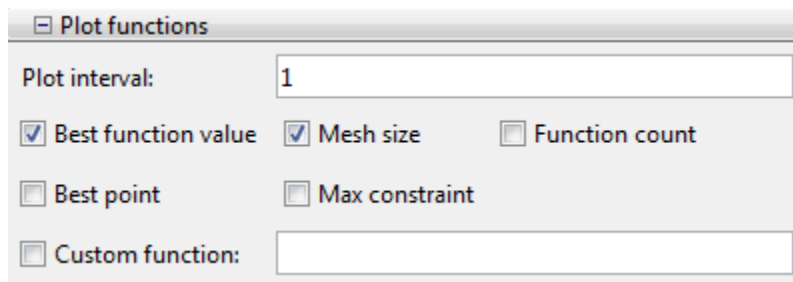 Plot functions
Plot interval: 1
Best function value Mesh size Function count
Best point Max constraint
Custom function: